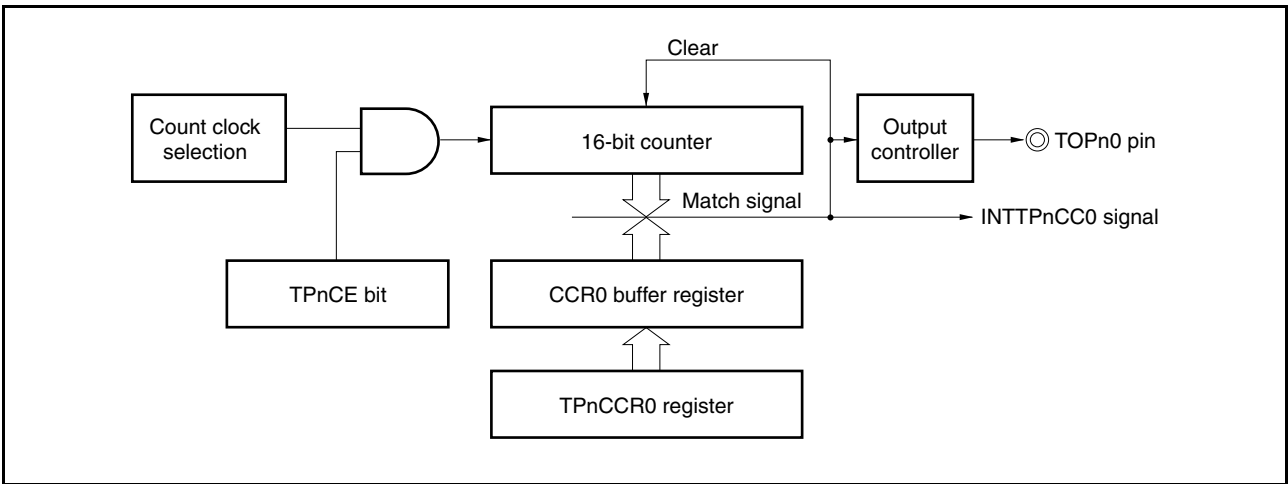 Clear
Count clock
selection
16-bit counter
Output
controller
TOPn0 pin
Match signal
INTTPnCC0 signal
TPnCE bit
CCR0 buffer register
TPnCCR0 register